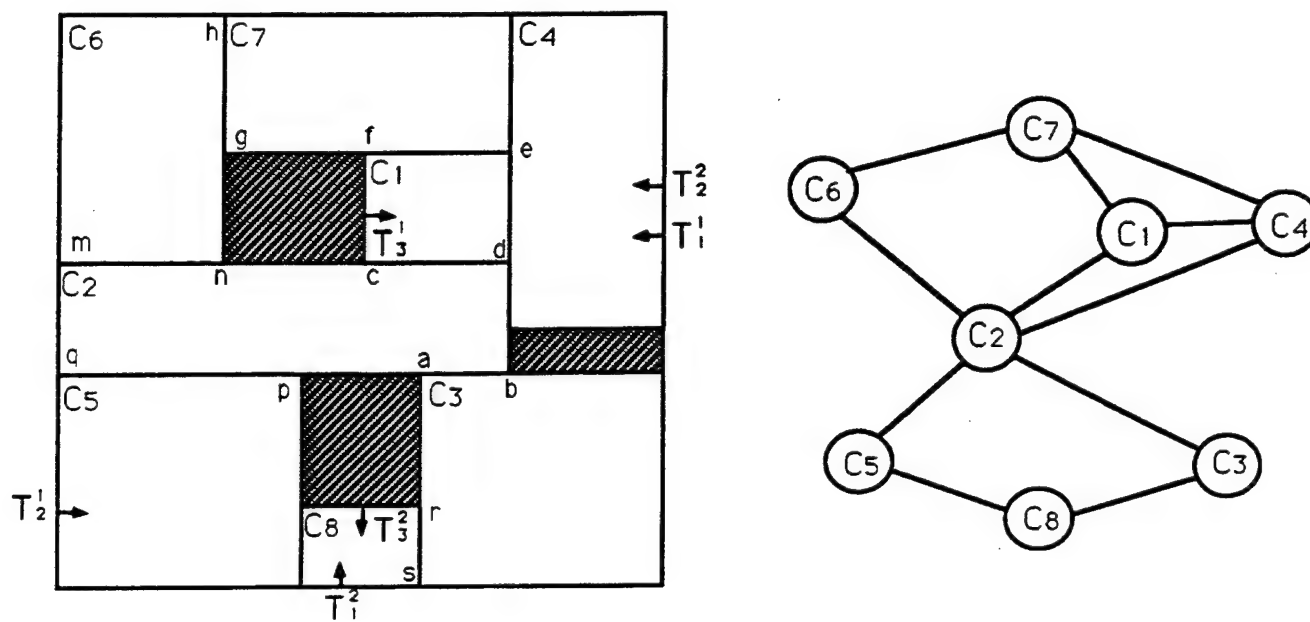 C6 h C7 C4
g f e
C1
T₂²
T₁¹
T₃¹
m d
n c
C2
q a
C5 p C3 b
T₂¹
C8 T₃² r
s
T₁²
C7
C6
C1 C4
C2
C5 C3
C8